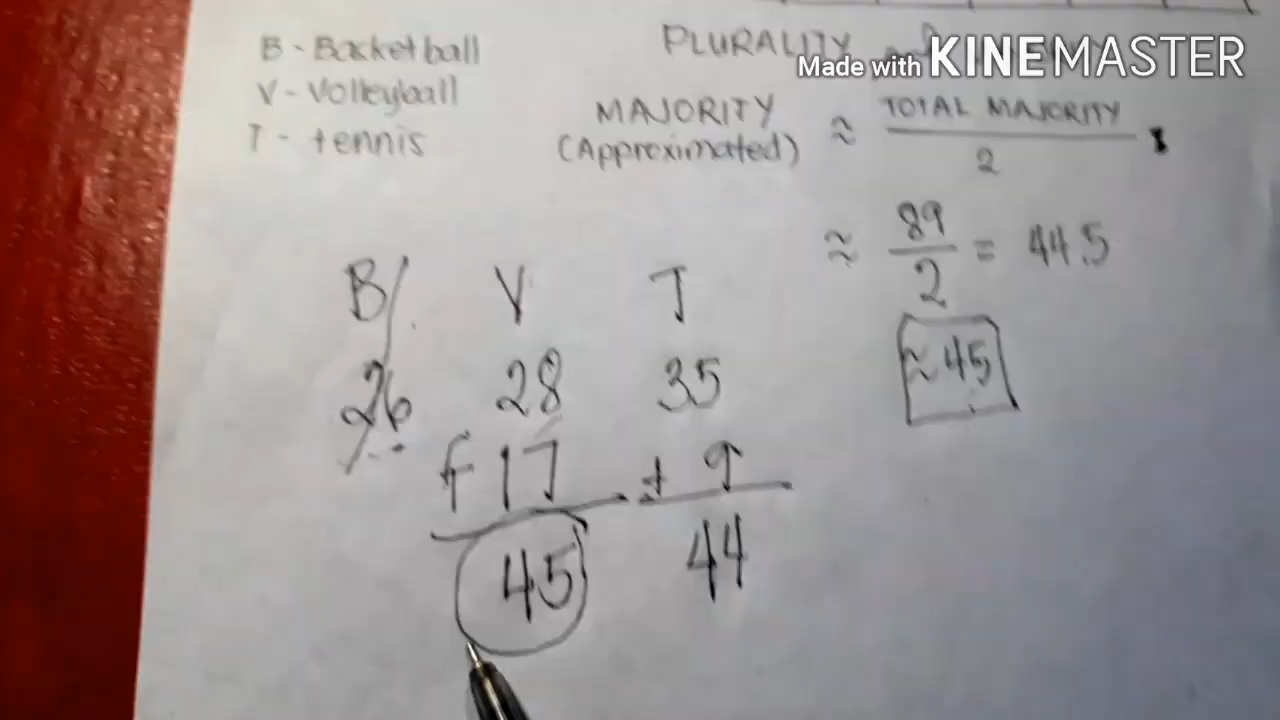 B - Backetball
V - Volleyball
T - tennis
PLURALITY
Made with KINEMASTER
MAJORITY
(Approximated)
≈ TOTAL MAJORITY
2
≈ 89
2
= 44.5
≈ 45
B V T
26 28 35
+ 17 + 9
45 44